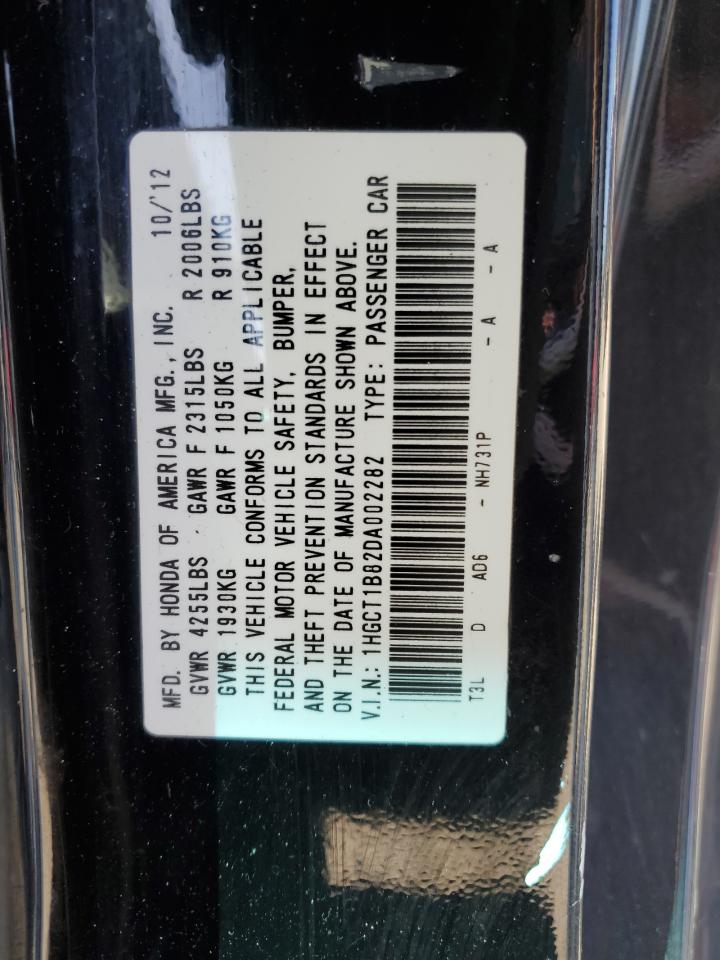 MFD. BY HONDA OF AMERICA MFG., INC. 10/'12
GVWR 4255LBS GAWR F 2315LBS R 2006LBS
GVWR 1930KG GAWR F 1050KG R 910KG
THIS VEHICLE CONFORMS TO ALL APPLICABLE
FEDERAL MOTOR VEHICLE SAFETY, BUMPER,
AND THEFT PREVENTION STANDARDS IN EFFECT
ON THE DATE OF MANUFACTURE SHOWN ABOVE.
V.I.N.: 1HGCT1B82DA002282 TYPE: PASSENGER CAR
T3L D AD6 - NH731P - A - A